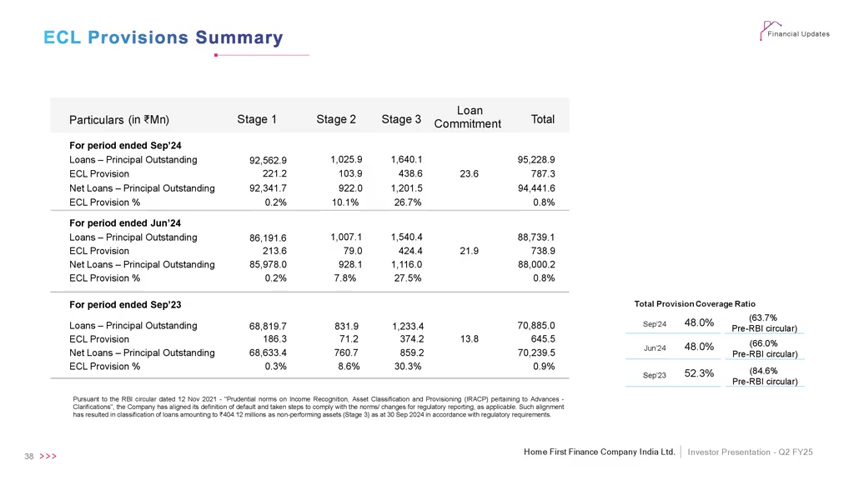 ECL Provisions Summary
Financial Updates
Particulars (in ₹Mn) Stage 1 Stage 2 Stage 3 Loan Commitment Total
For period ended Sep'24
Loans – Principal Outstanding 92,562.9 1,025.9 1,640.1 95,228.9
ECL Provision 221.2 103.9 438.6 23.6 787.3
Net Loans – Principal Outstanding 92,341.7 922.0 1,201.5 94,441.6
ECL Provision % 0.2% 10.1% 26.7% 0.8%
For period ended Jun'24
Loans – Principal Outstanding 86,191.6 1,007.1 1,540.4 88,739.1
ECL Provision 213.6 79.0 424.4 21.9 738.9
Net Loans – Principal Outstanding 85,978.0 928.1 1,116.0 88,000.2
ECL Provision % 0.2% 7.8% 27.5% 0.8%
For period ended Sep'23
Loans – Principal Outstanding 68,819.7 831.9 1,233.4 70,885.0
ECL Provision 186.3 71.2 374.2 13.8 645.5
Net Loans – Principal Outstanding 68,633.4 760.7 859.2 70,239.5
ECL Provision % 0.3% 8.6% 30.3% 0.9%
Total Provision Coverage Ratio
Sep'24 48.0% (63.7% Pre-RBI circular)
Jun'24 48.0% (66.0% Pre-RBI circular)
Sep'23 52.3% (84.6% Pre-RBI circular)
Pursuant to the RBI circular dated 12 Nov 2021 - "Prudential norms on Income Recognition, Asset Classification and Provisioning (IRACP) pertaining to Advances -
Clarifications", the Company has aligned its definition of default and taken steps to comply with the norms/ changes for regulatory reporting, as applicable. Such alignment
has resulted in classification of loans amounting to ₹404.12 millions as non-performing assets (Stage 3) as at 30 Sep 2024 in accordance with regulatory requirements.
38 >>>
Home First Finance Company India Ltd. | Investor Presentation - Q2 FY25